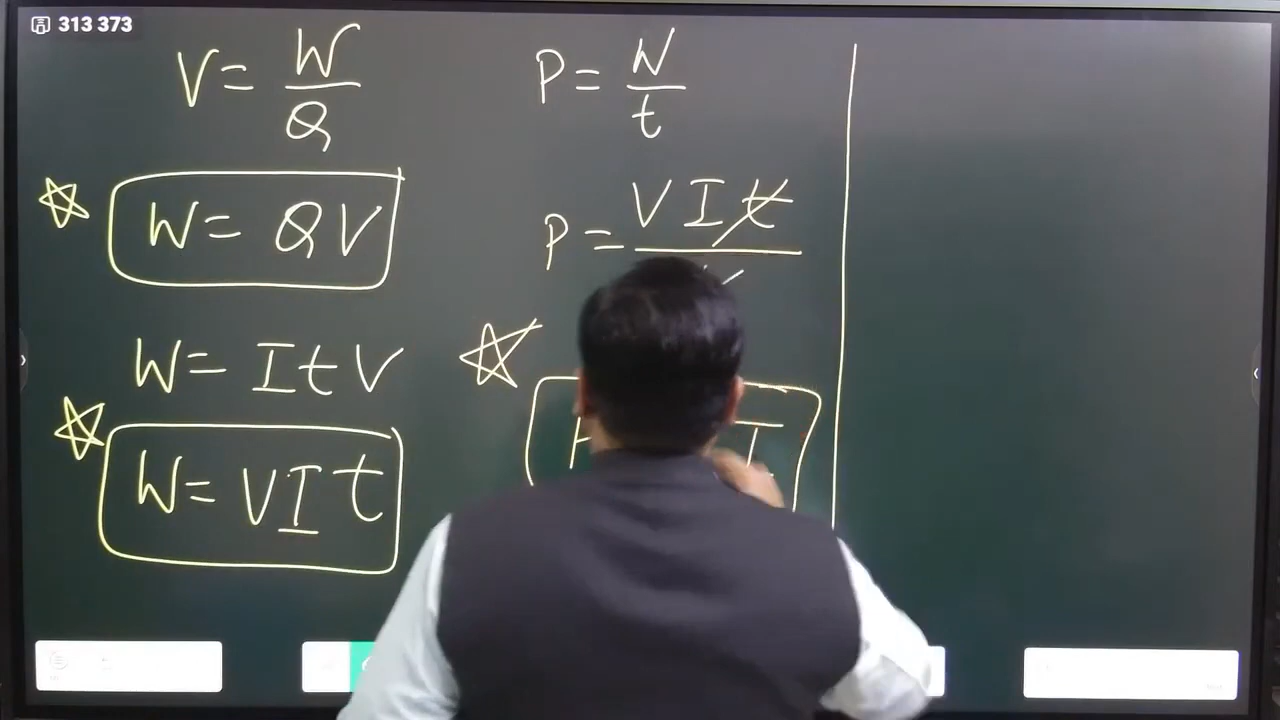 313 373
V = W/Q
W = QV
W = ItV
W = VIt
P = W/t
P = VIt
I